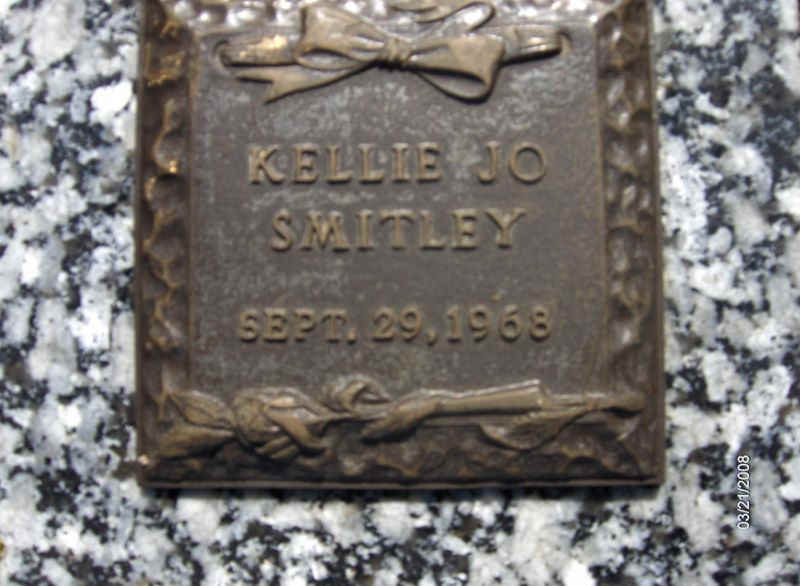 KELLIE JO
SMITLEY
SEPT. 29, 1968
03/21/2008